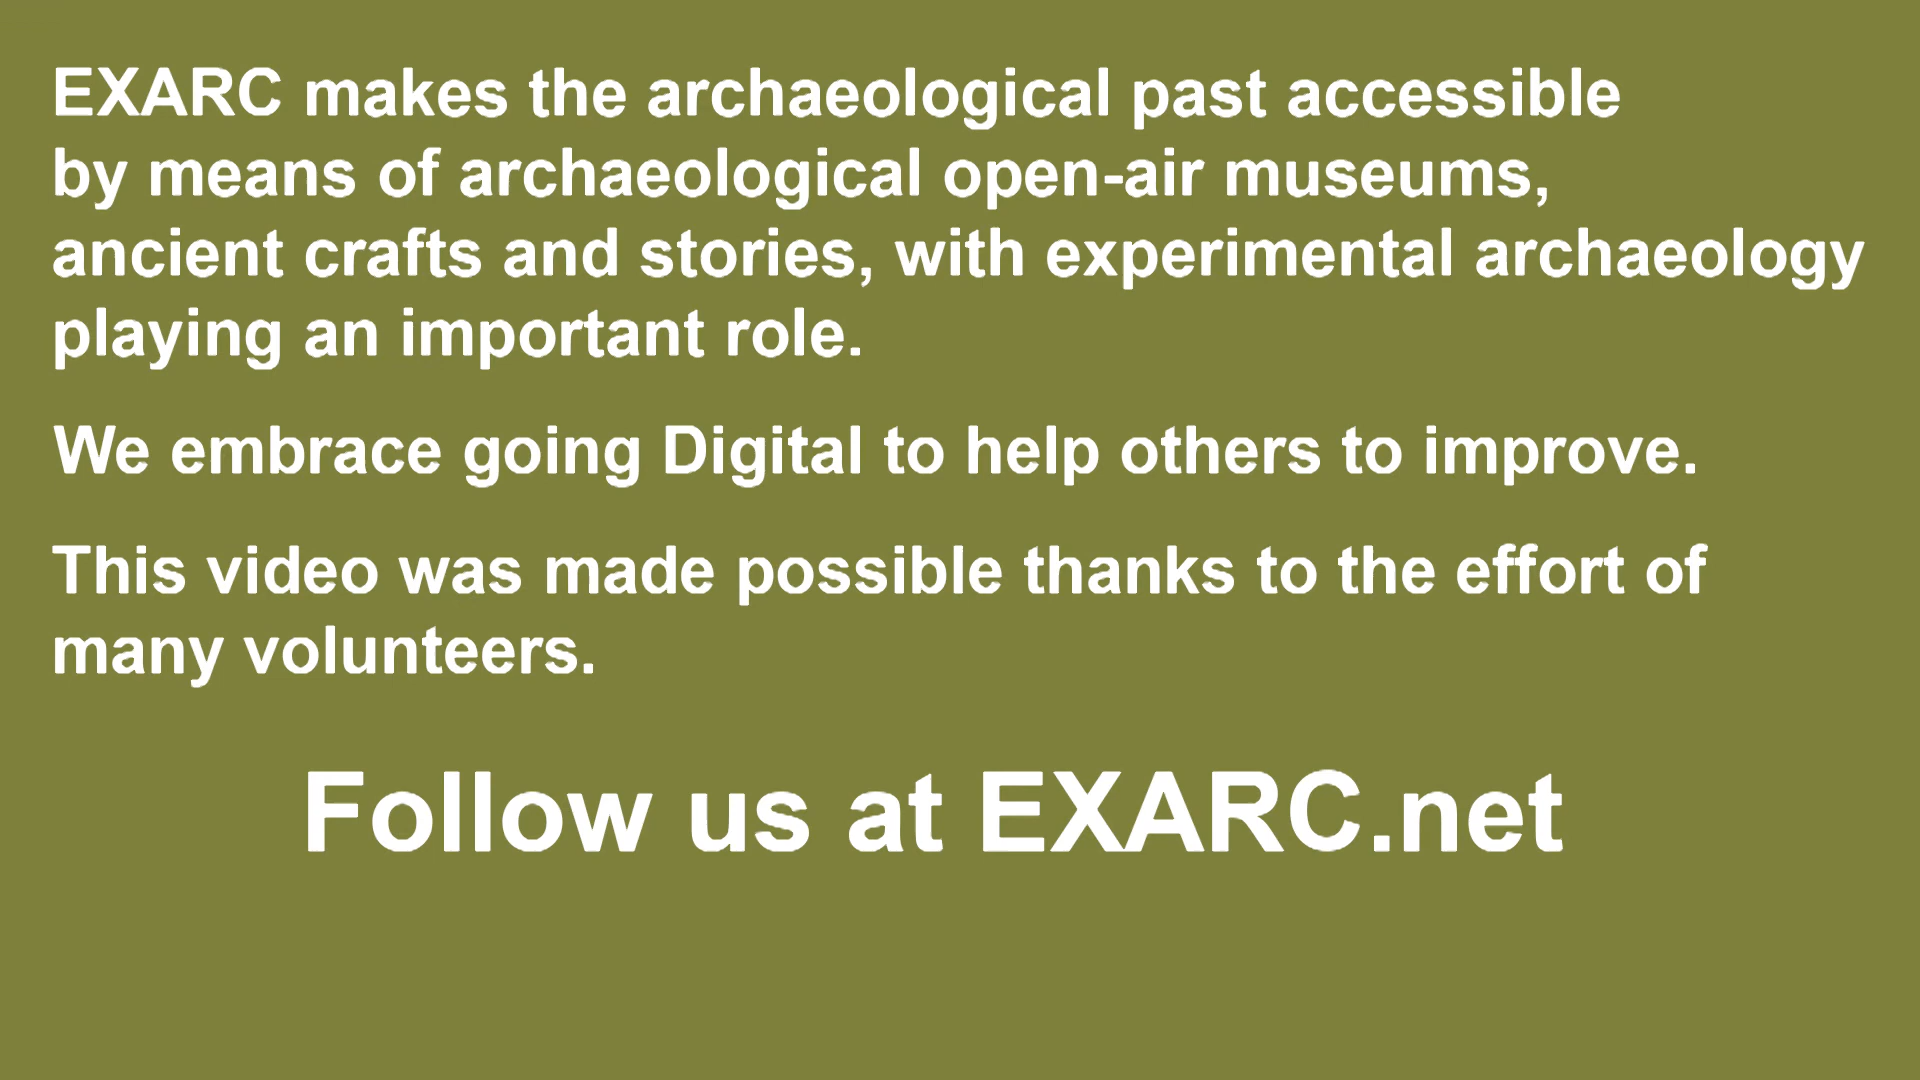 EXARC makes the archaeological past accessible
by means of archaeological open-air museums,
ancient crafts and stories, with experimental archaeology
playing an important role.
We embrace going Digital to help others to improve.
This video was made possible thanks to the effort of
many volunteers.
Follow us at EXARC.net